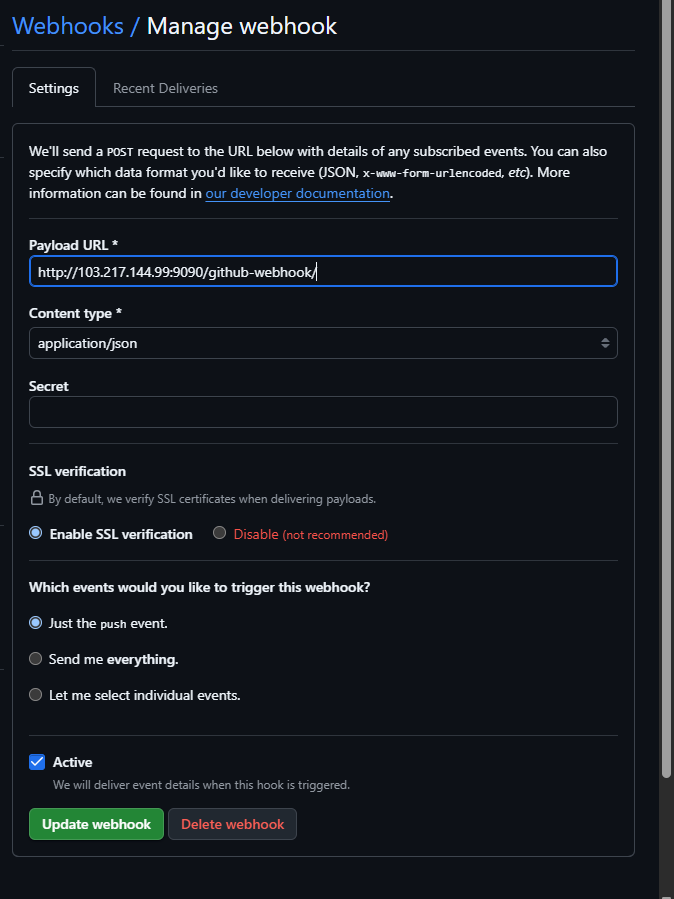 Webhooks / Manage webhook
Settings
Recent Deliveries
We'll send a POST request to the URL below with details of any subscribed events. You can also
specify which data format you'd like to receive (JSON, x-www-form-urlencoded, etc). More
information can be found in our developer documentation.
Payload URL *
http://103.217.144.99:9090/github-webhook/
Content type *
application/json
Secret
SSL verification
By default, we verify SSL certificates when delivering payloads.
Enable SSL verification
Disable (not recommended)
Which events would you like to trigger this webhook?
Just the push event.
Send me everything.
Let me select individual events.
Active
We will deliver event details when this hook is triggered.
Update webhook
Delete webhook